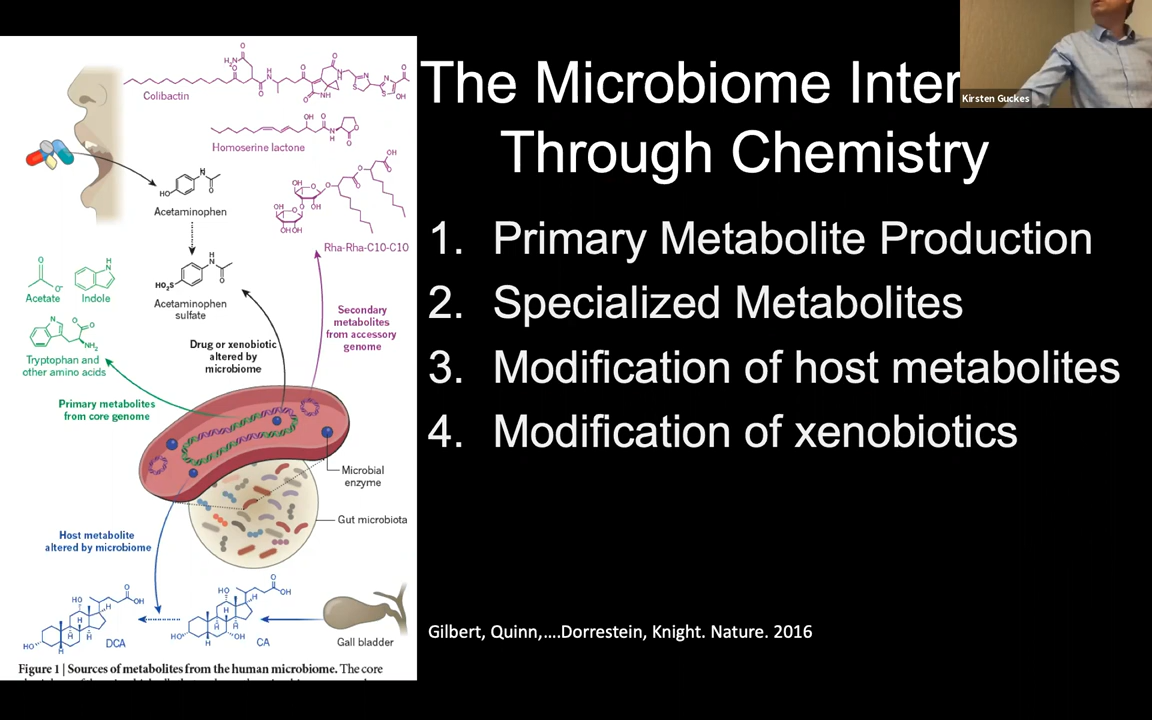 The Microbiome Inter
Through Chemistry
Kirsten Guckes
1. Primary Metabolite Production
2. Specialized Metabolites
3. Modification of host metabolites
4. Modification of xenobiotics
Gilbert, Quinn,....Dorrestein, Knight. Nature. 2016
Colibactin
Homoserine lactone
Acetaminophen
Rha-Rha-C10-C10
Acetate
Indole
Acetaminophen
sulfate
Tryptophan and
other amino acids
Secondary
metabolites
from accessory
genome
Drug or xenobiotic
altered by
microbiome
Primary metabolites
from core genome
Microbial
enzyme
Gut microbiota
Host metabolite
altered by microbiome
DCA
CA
Gall bladder
Figure 1 | Sources of metabolites from the human microbiome. The core